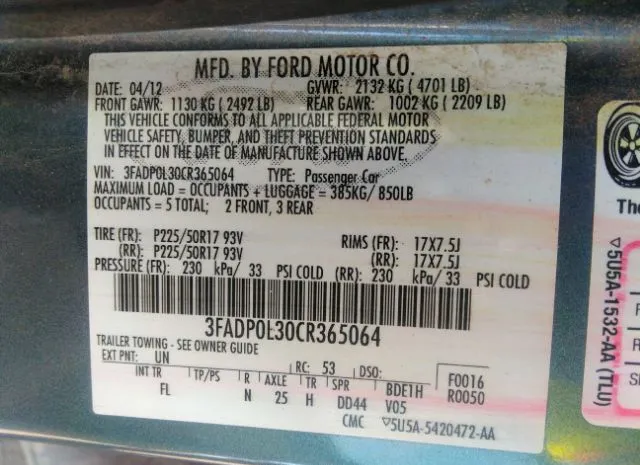 MFD. BY FORD MOTOR CO.
DATE: 04/12 GVWR: 2132 KG ( 4701 LB)
FRONT GAWR: 1130 KG ( 2492 LB) REAR GAWR: 1002 KG ( 2209 LB)
THIS VEHICLE CONFORMS TO ALL APPLICABLE FEDERAL MOTOR
VEHICLE SAFETY, BUMPER, AND THEFT PREVENTION STANDARDS
IN EFFECT ON THE DATE OF MANUFACTURE SHOWN ABOVE.
VIN: 3FADP0L30CR365064 TYPE: Passenger Car
MAXIMUM LOAD = OCCUPANTS + LUGGAGE = 385KG/ 850LB
OCCUPANTS = 5 TOTAL: 2 FRONT, 3 REAR
TIRE (FR): P225/50R17 93V RIMS (FR): 17X7.5J
(RR): P225/50R17 93V (RR): 17X7.5J
PRESSURE (FR): 230 kPa/ 33 PSI COLD (RR): 230 kPa/ 33 PSI COLD
3FADP0L30CR365064
TRAILER TOWING - SEE OWNER GUIDE
EXT PNT: UN RC: 53 DSO: F0016
R0050
INT TR TP/PS R AXLE TR SPR BDE1H
FL N 25 H DD44 V05
CMC ▽5U5A-5420472-AA
The
▽5U5A-1532-AA (TLU)